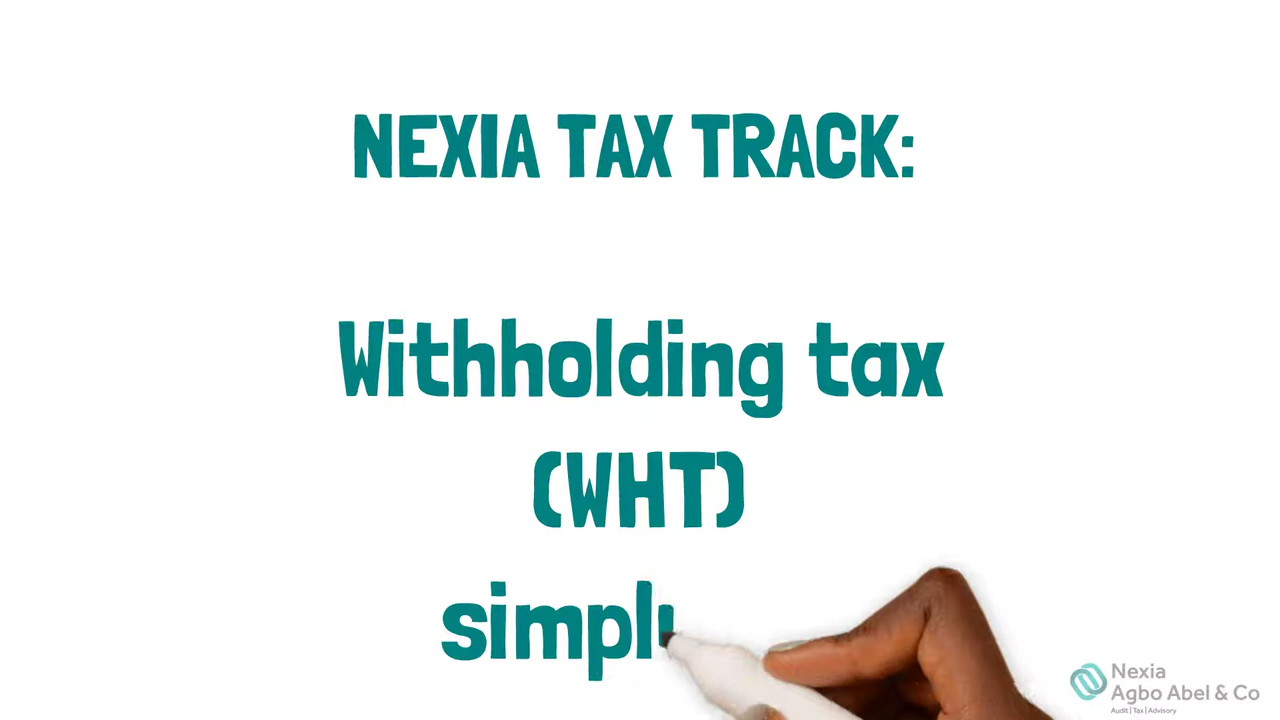 NEXIA TAX TRACK:
Withholding tax
(WHT)
simpl
Nexia
Agbo Abel & Co
Audit | Tax | Advisory